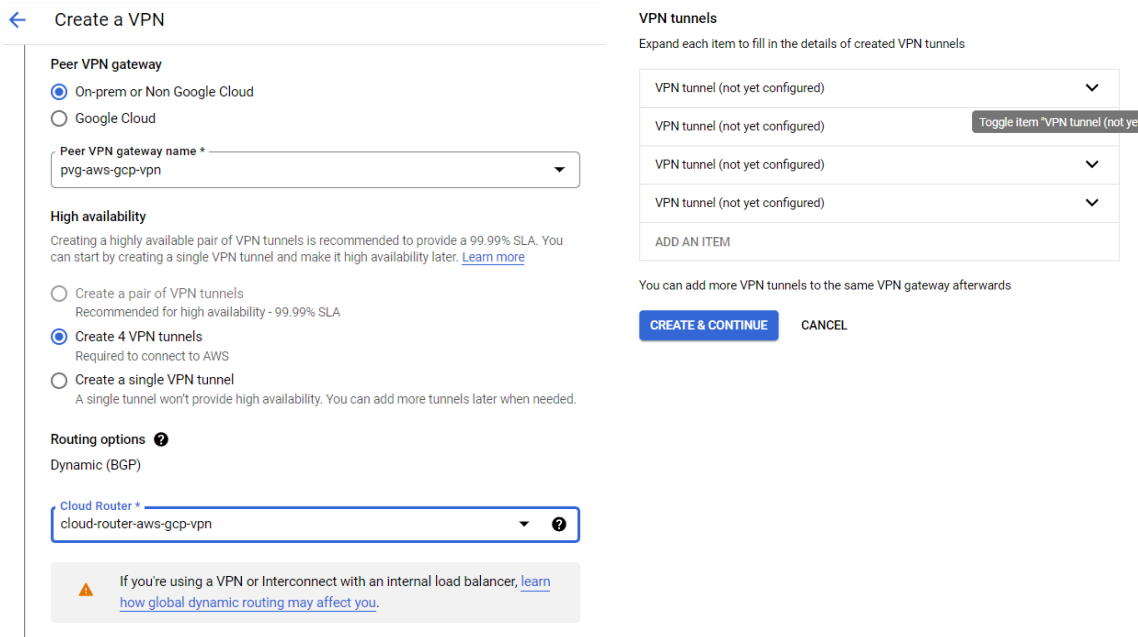 Create a VPN
Peer VPN gateway
On-prem or Non Google Cloud
Google Cloud
Peer VPN gateway name *
pvg-aws-gcp-vpn
High availability
Creating a highly available pair of VPN tunnels is recommended to provide a 99.99% SLA. You
can start by creating a single VPN tunnel and make it high availability later. Learn more
Create a pair of VPN tunnels
Recommended for high availability - 99.99% SLA
Create 4 VPN tunnels
Required to connect to AWS
Create a single VPN tunnel
A single tunnel won't provide high availability. You can add more tunnels later when needed.
Routing options ?
Dynamic (BGP)
Cloud Router *
cloud-router-aws-gcp-vpn ?
If you're using a VPN or Interconnect with an internal load balancer, learn
how global dynamic routing may affect you.
VPN tunnels
Expand each item to fill in the details of created VPN tunnels
VPN tunnel (not yet configured)
VPN tunnel (not yet configured)
Toggle item "VPN tunnel (not ye
VPN tunnel (not yet configured)
VPN tunnel (not yet configured)
ADD AN ITEM
You can add more VPN tunnels to the same VPN gateway afterwards
CREATE & CONTINUE CANCEL